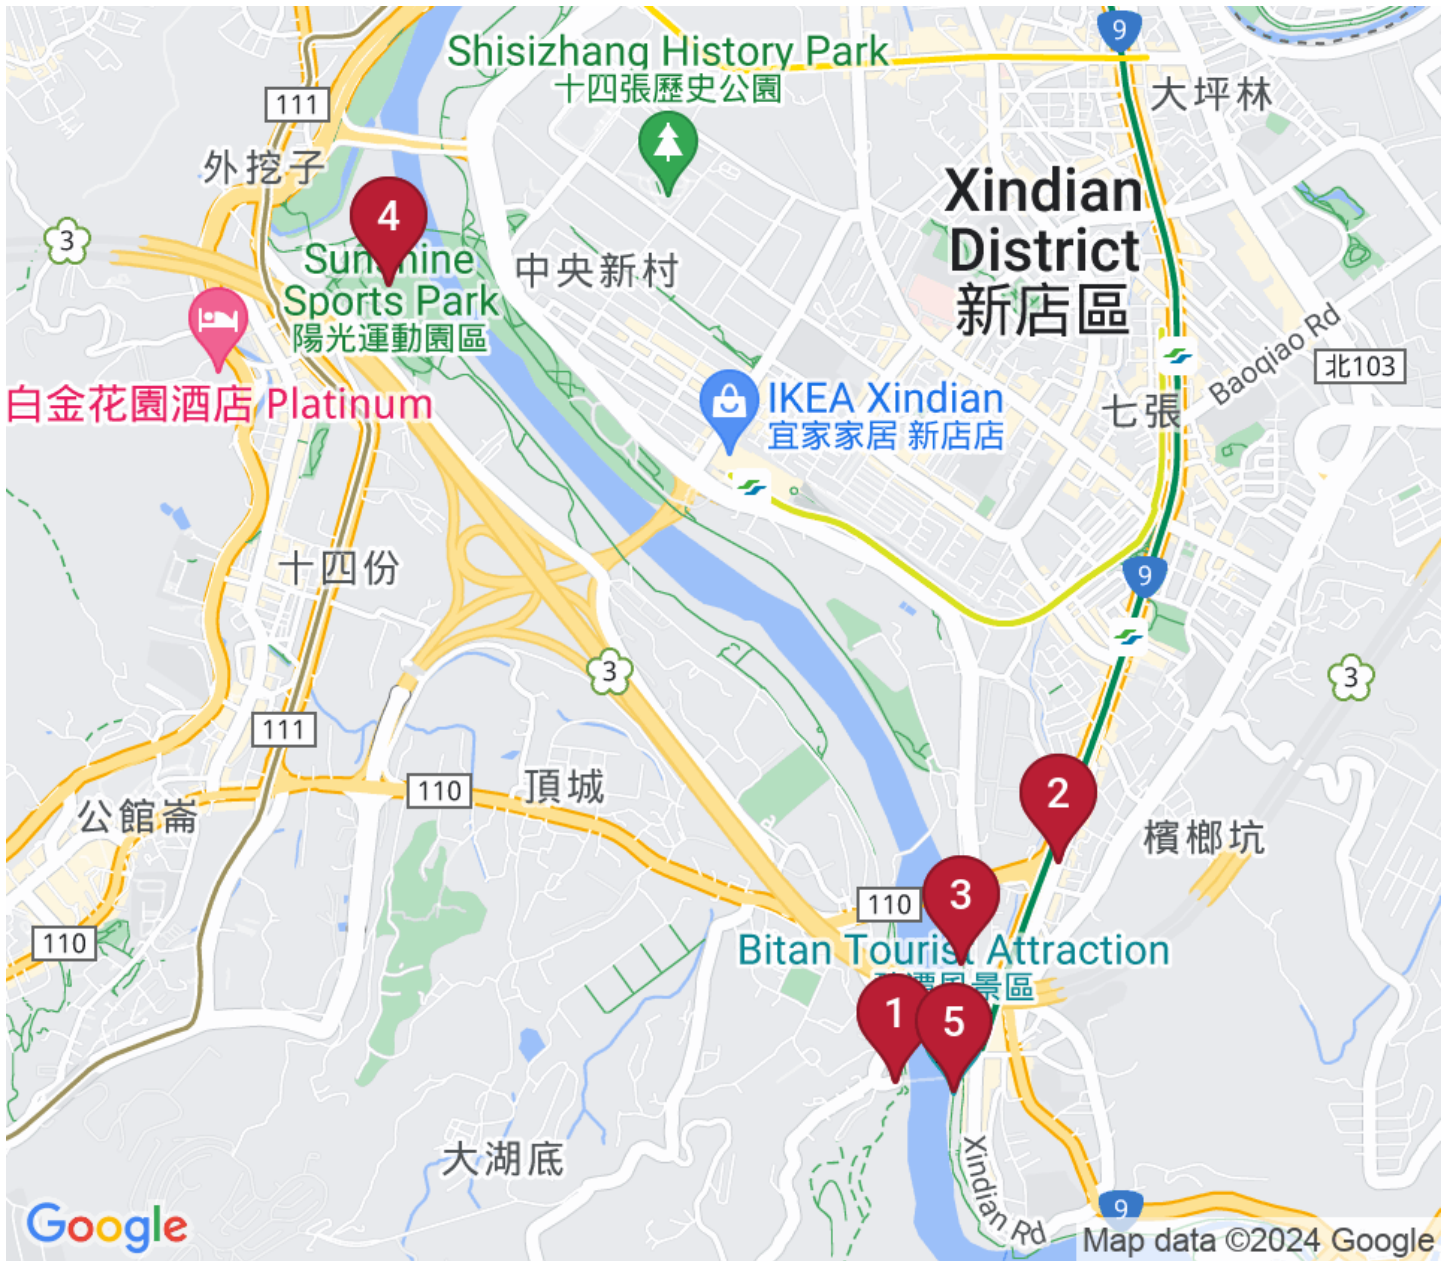 9
Shisizhang History Park
十四張歷史公園
大坪林
111
外挖子
4
Xindian
District
新店區
3
Sunshine
Sports Park
陽光運動園區
中央新村
Baoqiao Rd
北103
白金花園酒店 Platinum
IKEA Xindian
宜家家居 新店店
七張
十四份
9
3
3
111
110
頂城
2
公館崙
檳榔坑
3
110
110
Bitan Tourist Attraction
風景區
1
5
大湖底
Xindian Rd
9
Google
Map data ©2024 Google